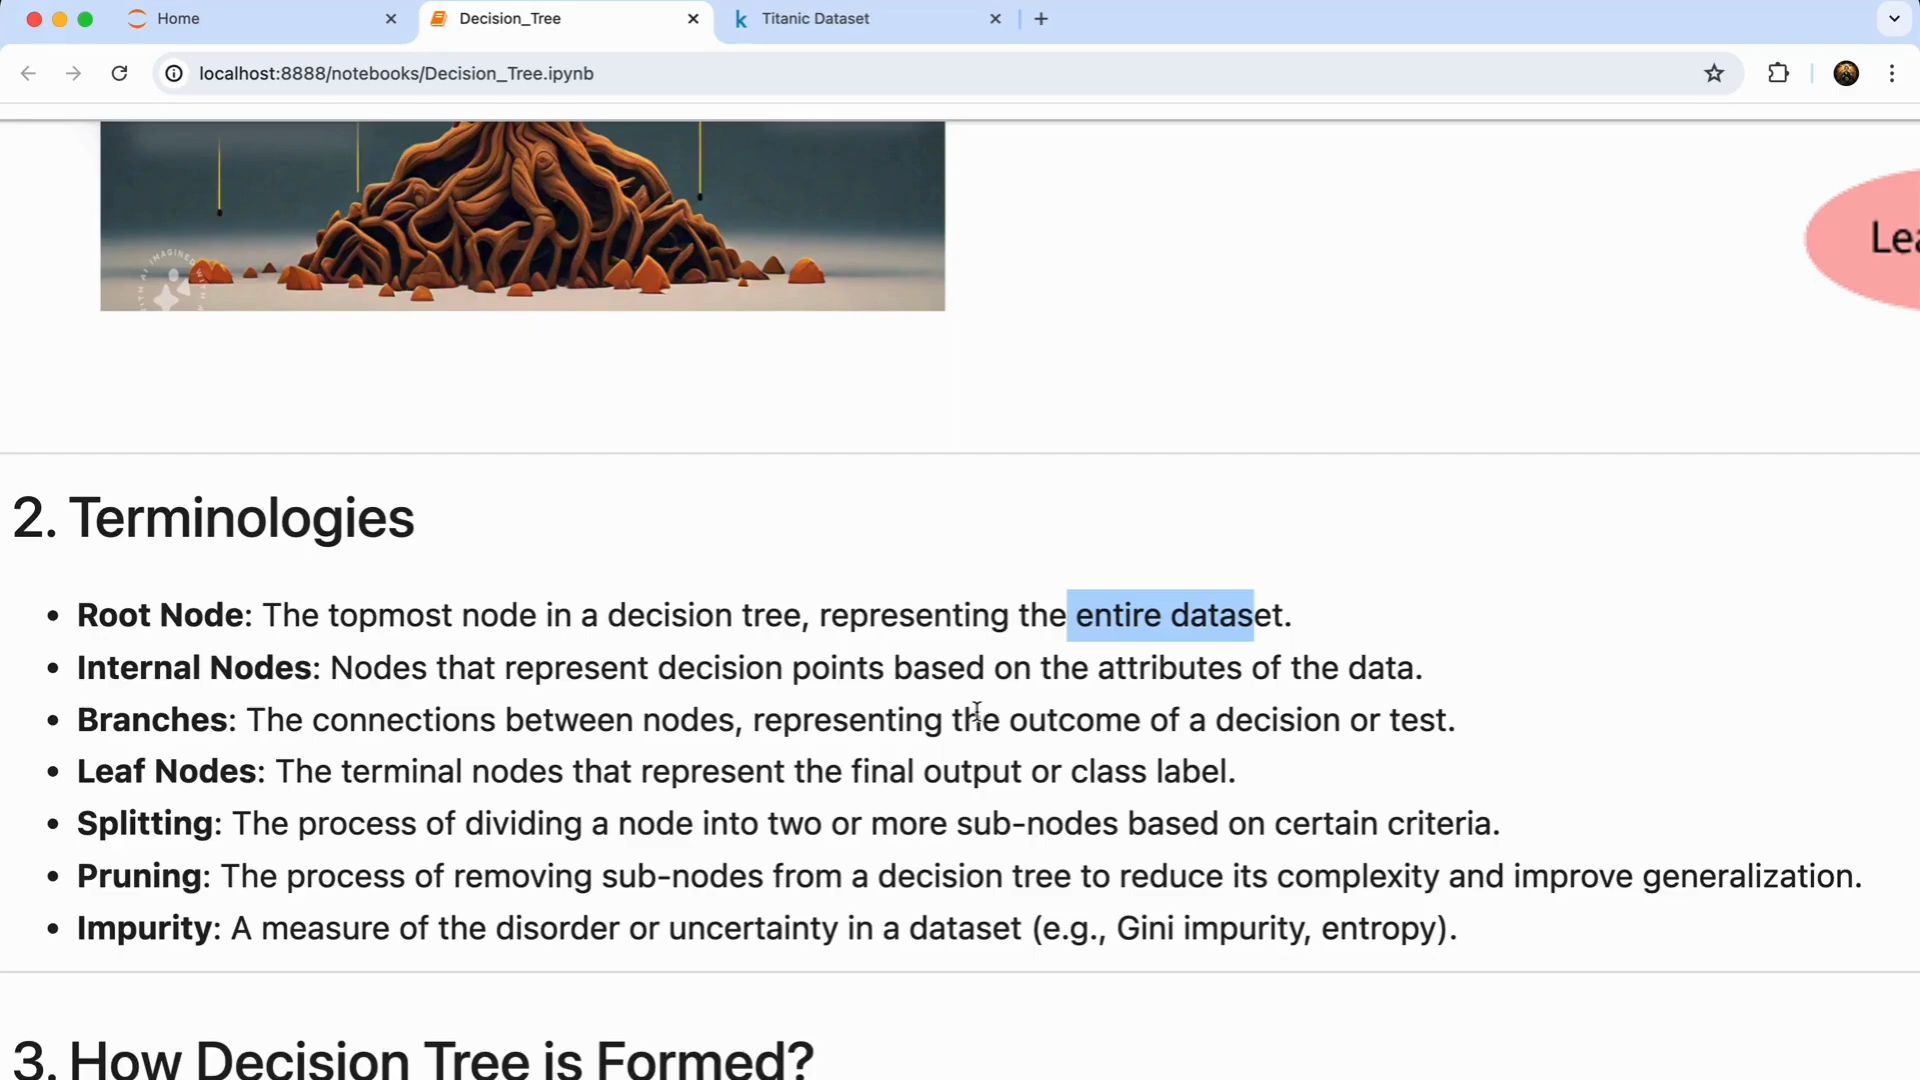 Home
Decision_Tree
Titanic Dataset
localhost:8888/notebooks/Decision_Tree.ipynb
IMAGINED WITH AI
2. Terminologies
• Root Node: The topmost node in a decision tree, representing the entire dataset.
• Internal Nodes: Nodes that represent decision points based on the attributes of the data.
• Branches: The connections between nodes, representing the outcome of a decision or test.
• Leaf Nodes: The terminal nodes that represent the final output or class label.
• Splitting: The process of dividing a node into two or more sub-nodes based on certain criteria.
• Pruning: The process of removing sub-nodes from a decision tree to reduce its complexity and improve generalization.
• Impurity: A measure of the disorder or uncertainty in a dataset (e.g., Gini impurity, entropy).
3. How Decision Tree is Formed?